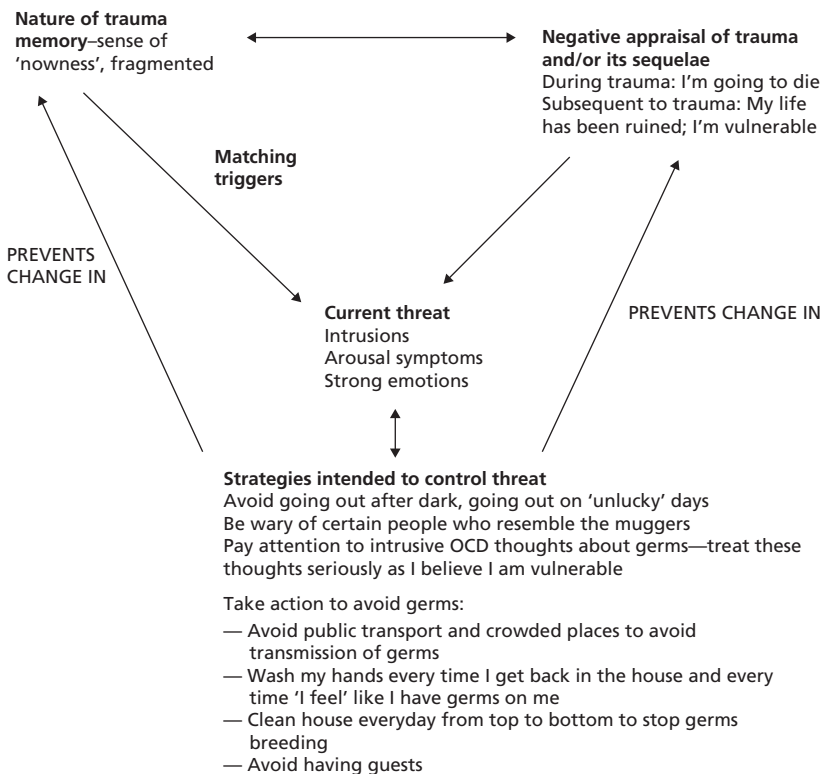 Nature of trauma
memory–sense of
‘nowness’, fragmented
Negative appraisal of trauma
and/or its sequelae
During trauma: I’m going to die
Subsequent to trauma: My life
has been ruined; I’m vulnerable
Matching
triggers
PREVENTS
CHANGE IN
PREVENTS CHANGE IN
Current threat
Intrusions
Arousal symptoms
Strong emotions
Strategies intended to control threat
Avoid going out after dark, going out on ‘unlucky’ days
Be wary of certain people who resemble the muggers
Pay attention to intrusive OCD thoughts about germs—treat these
thoughts seriously as I believe I am vulnerable
Take action to avoid germs:
— Avoid public transport and crowded places to avoid
transmission of germs
— Wash my hands every time I get back in the house and every
time ‘I feel’ like I have germs on me
— Clean house everyday from top to bottom to stop germs
breeding
— Avoid having guests